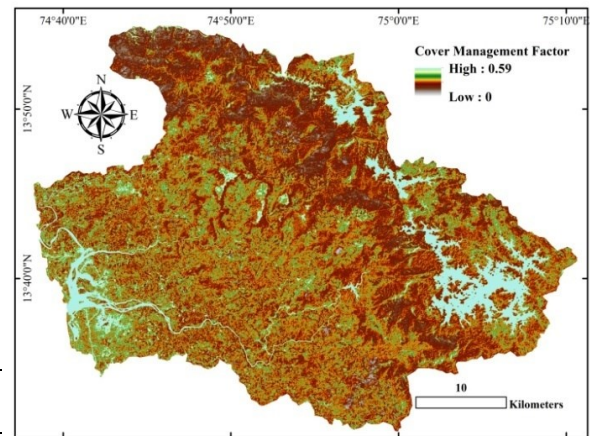 74°40'0"E 74°50'0"E 75°0'0"E 75°10'0"E
Cover Management Factor
High : 0.59
Low : 0
N
W E
S
13°50'0"N
13°40'0"N
10
Kilometers